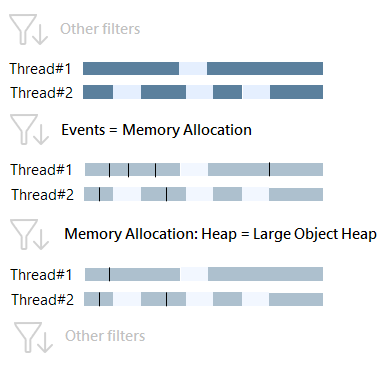 Other filters
Thread#1
Thread#2
Events = Memory Allocation
Thread#1
Thread#2
Memory Allocation: Heap = Large Object Heap
Thread#1
Thread#2
Other filters